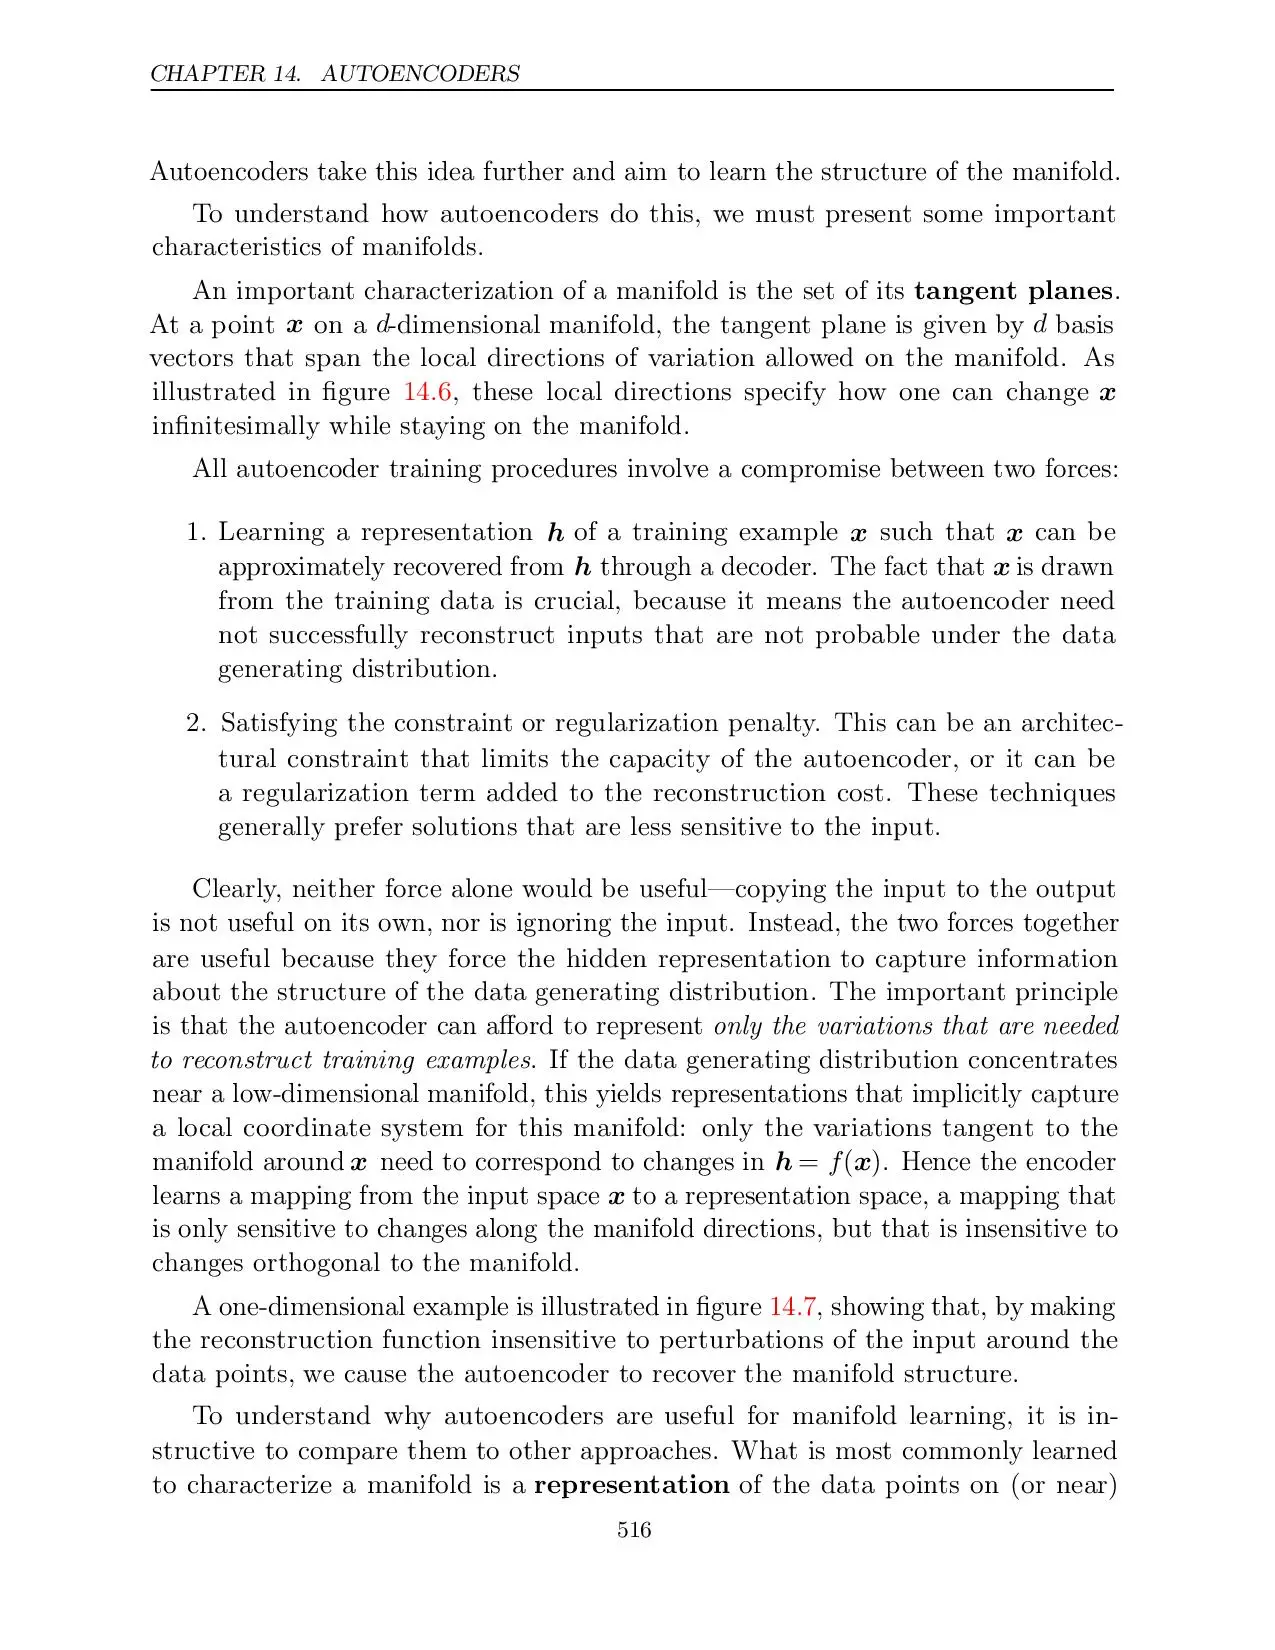 CHAPTER 14. AUTOENCODERS
Autoencoders take this idea further and aim to learn the structure of the manifold.
To understand how autoencoders do this, we must present some important
characteristics of manifolds.
An important characterization of a manifold is the set of its tangent planes.
At a point x on a d-dimensional manifold, the tangent plane is given by d basis
vectors that span the local directions of variation allowed on the manifold. As
illustrated in figure 14.6, these local directions specify how one can change x
infinitesimally while staying on the manifold.
All autoencoder training procedures involve a compromise between two forces:
1. Learning a representation h of a training example x such that x can be
approximately recovered from h through a decoder. The fact that x is drawn
from the training data is crucial, because it means the autoencoder need
not successfully reconstruct inputs that are not probable under the data
generating distribution.
2. Satisfying the constraint or regularization penalty. This can be an architec-
tural constraint that limits the capacity of the autoencoder, or it can be
a regularization term added to the reconstruction cost. These techniques
generally prefer solutions that are less sensitive to the input.
Clearly, neither force alone would be useful—copying the input to the output
is not useful on its own, nor is ignoring the input. Instead, the two forces together
are useful because they force the hidden representation to capture information
about the structure of the data generating distribution. The important principle
is that the autoencoder can afford to represent only the variations that are needed
to reconstruct training examples. If the data generating distribution concentrates
near a low-dimensional manifold, this yields representations that implicitly capture
a local coordinate system for this manifold: only the variations tangent to the
manifold around x need to correspond to changes in h = f(x). Hence the encoder
learns a mapping from the input space x to a representation space, a mapping that
is only sensitive to changes along the manifold directions, but that is insensitive to
changes orthogonal to the manifold.
A one-dimensional example is illustrated in figure 14.7, showing that, by making
the reconstruction function insensitive to perturbations of the input around the
data points, we cause the autoencoder to recover the manifold structure.
To understand why autoencoders are useful for manifold learning, it is in-
structive to compare them to other approaches. What is most commonly learned
to characterize a manifold is a representation of the data points on (or near)
516